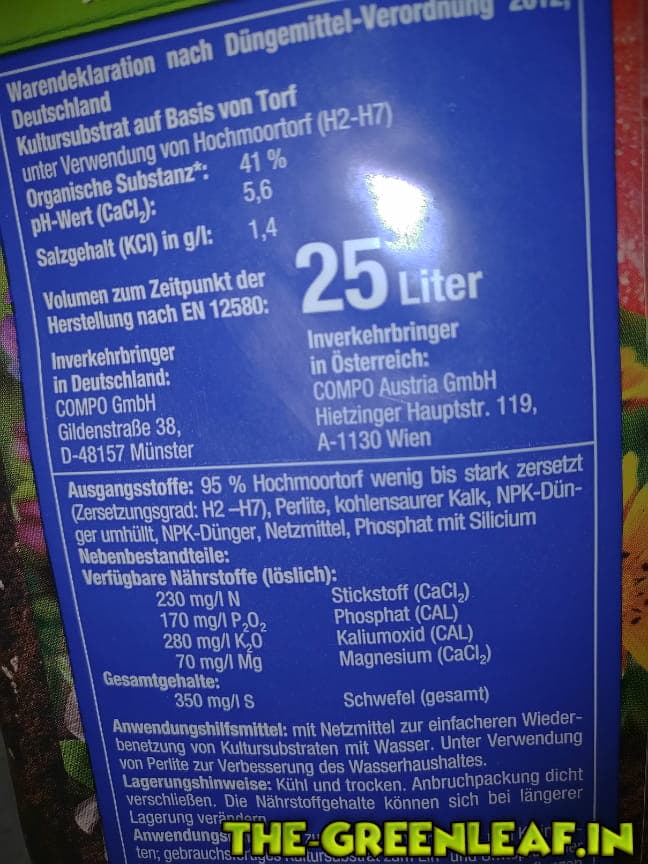 Warendeklaration nach Düngemittel-Verordnung 2012,
Deutschland
Kultursubstrat auf Basis von Torf
unter Verwendung von Hochmoortorf (H2-H7)
Organische Substanz*: 41 %
pH-Wert (CaCl₂): 5,6
Salzgehalt (KCl) in g/l: 1,4
Volumen zum Zeitpunkt der
Herstellung nach EN 12580:
25 Liter
Inverkehrbringer
in Deutschland:
COMPO GmbH
Gildenstraße 38,
D-48157 Münster
Inverkehrbringer
in Österreich:
COMPO Austria GmbH
Hietzinger Hauptstr. 119,
A-1130 Wien
Ausgangsstoffe: 95 % Hochmoortorf wenig bis stark zersetzt
(Zersetzungsgrad: H2 –H7), Perlite, kohlensaurer Kalk, NPK-Dün-
ger umhüllt, NPK-Dünger, Netzmittel, Phosphat mit Silicium
Nebenbestandteile:
Verfügbare Nährstoffe (löslich):
230 mg/l N Stickstoff (CaCl₂)
170 mg/l P₂O₂ Phosphat (CAL)
280 mg/l K₂O Kaliumoxid (CAL)
70 mg/l Mg Magnesium (CaCl₂)
Gesamtgehalte:
350 mg/l S Schwefel (gesamt)
Anwendungshilfsmittel: mit Netzmittel zur einfacheren Wieder-
benetzung von Kultursubstraten mit Wasser. Unter Verwendung
von Perlite zur Verbesserung des Wasserhaushaltes.
Lagerungshinweise: Kühl und trocken. Anbruchpackung dicht
verschließen. Die Nährstoffgehalte können sich bei längerer
Lagerung verändern
THE-GREENLEAF.IN